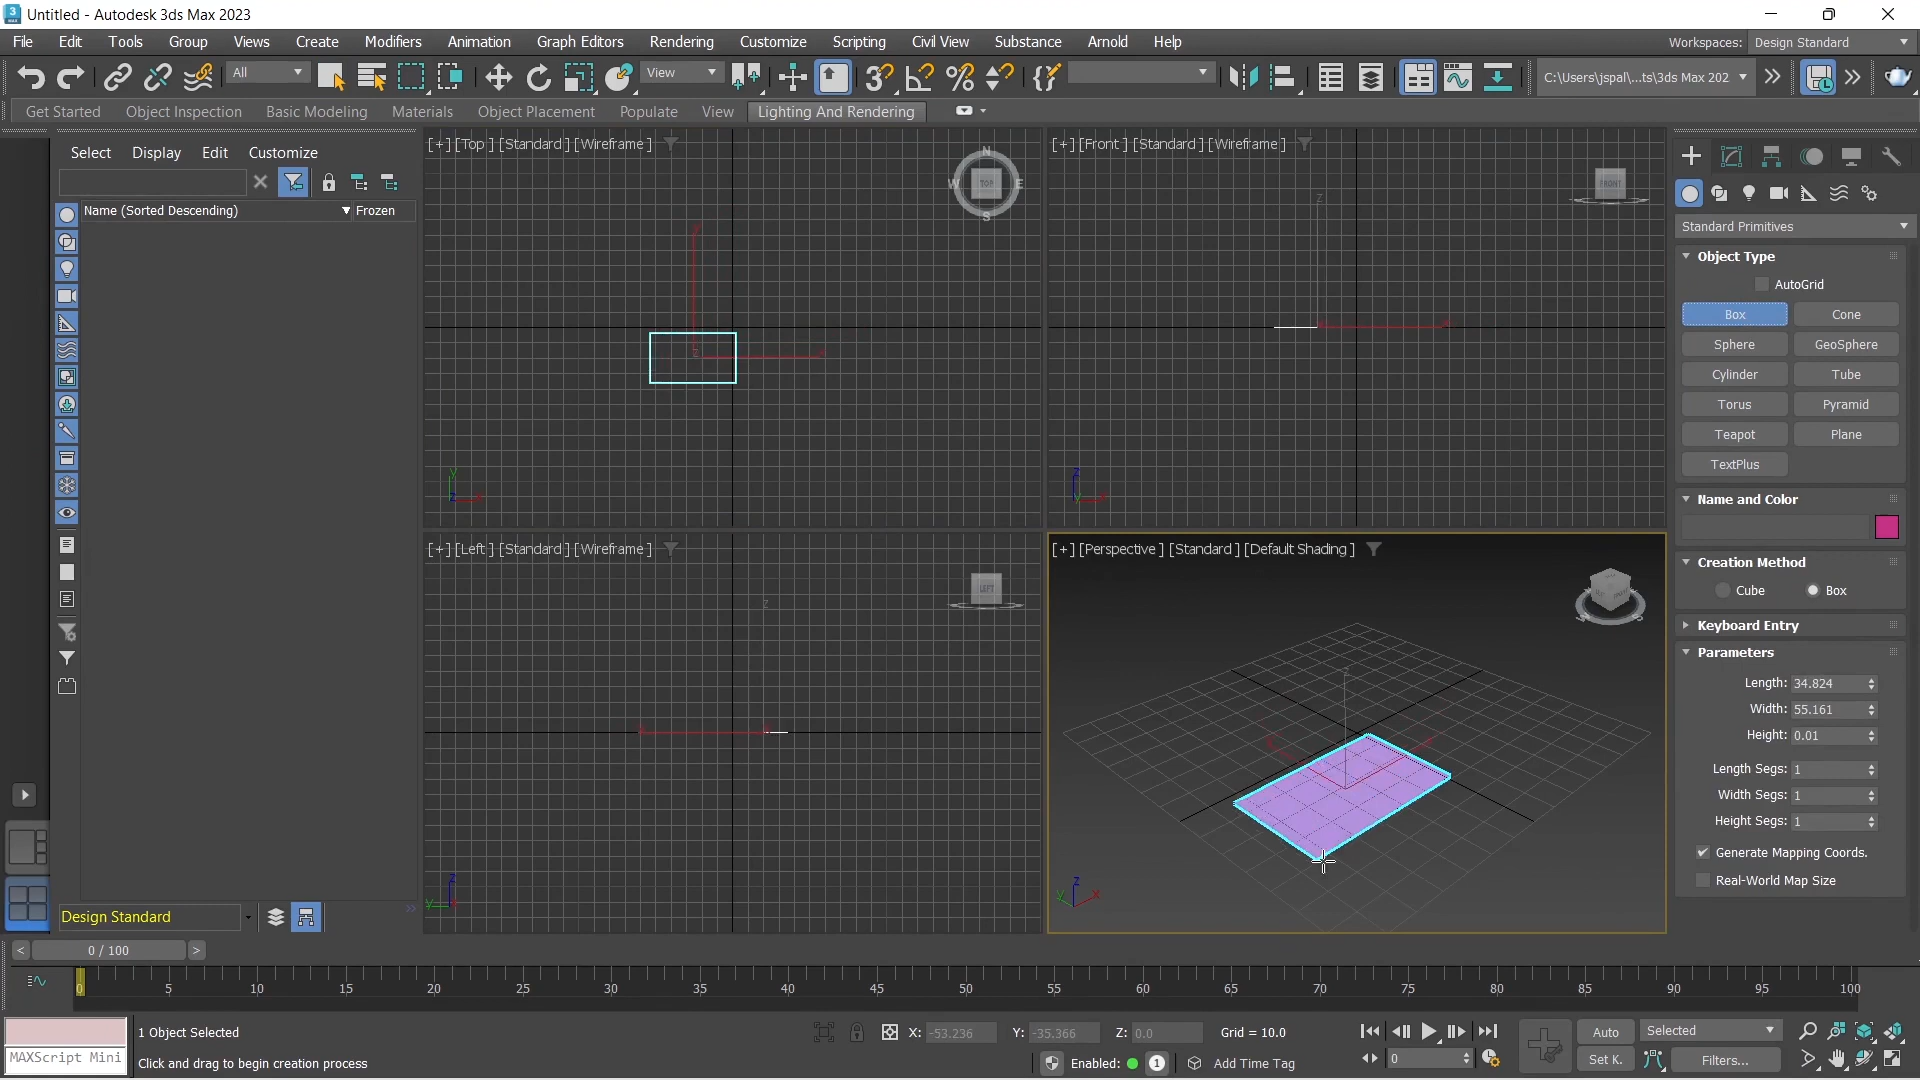 Untitled - Autodesk 3ds Max 2023
File Edit Tools Group Views Create Modifiers Animation Graph Editors Rendering Customize Scripting Civil View Substance Arnold Help Workspaces: Design Standard
All View C:\Users\jspal\...ts\3ds Max 202
Get Started Object Inspection Basic Modeling Materials Object Placement Populate View Lighting And Rendering
Select Display Edit Customize
Name (Sorted Descending) Frozen
Design Standard
[+] [Top ] [Standard ] [Wireframe ]
N
W TOP E
S
y
x
z
y
z x
[+] [Front ] [Standard ] [Wireframe ]
FRONT
z
x
z
y x
[+] [Left ] [Standard ] [Wireframe ]
LEFT
z
z
y x
[+] [Perspective ] [Standard ] [Default Shading ]
z
z
y x
Standard Primitives
Object Type
AutoGrid
Box Cone
Sphere GeoSphere
Cylinder Tube
Torus Pyramid
Teapot Plane
TextPlus
Name and Color
Creation Method
Cube Box
Keyboard Entry
Parameters
Length: 34.824
Width: 55.161
Height: 0.01
Length Segs: 1
Width Segs: 1
Height Segs: 1
Generate Mapping Coords.
Real-World Map Size
< 0 / 100 >
0 5 10 15 20 25 30 35 40 45 50 55 60 65 70 75 80 85 90 95 100
1 Object Selected X: -53.236 Y: -35.366 Z: 0.0 Grid = 10.0 Auto Selected
MAXScript Mini Click and drag to begin creation process Enabled: 1 Add Time Tag 0 Set K. Filters...